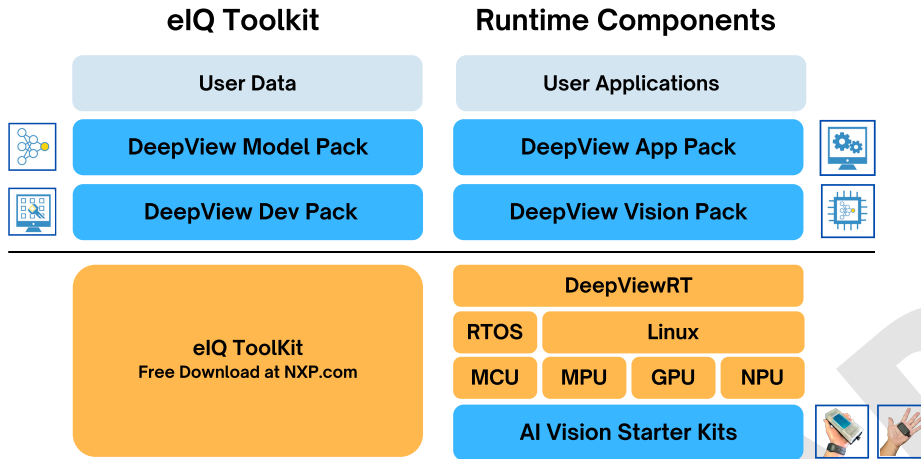 eIQ Toolkit
Runtime Components
User Data
User Applications
DeepView Model Pack
DeepView App Pack
DeepView Dev Pack
DeepView Vision Pack
eIQ ToolKit
Free Download at NXP.com
DeepViewRT
RTOS
Linux
MCU
MPU
GPU
NPU
AI Vision Starter Kits